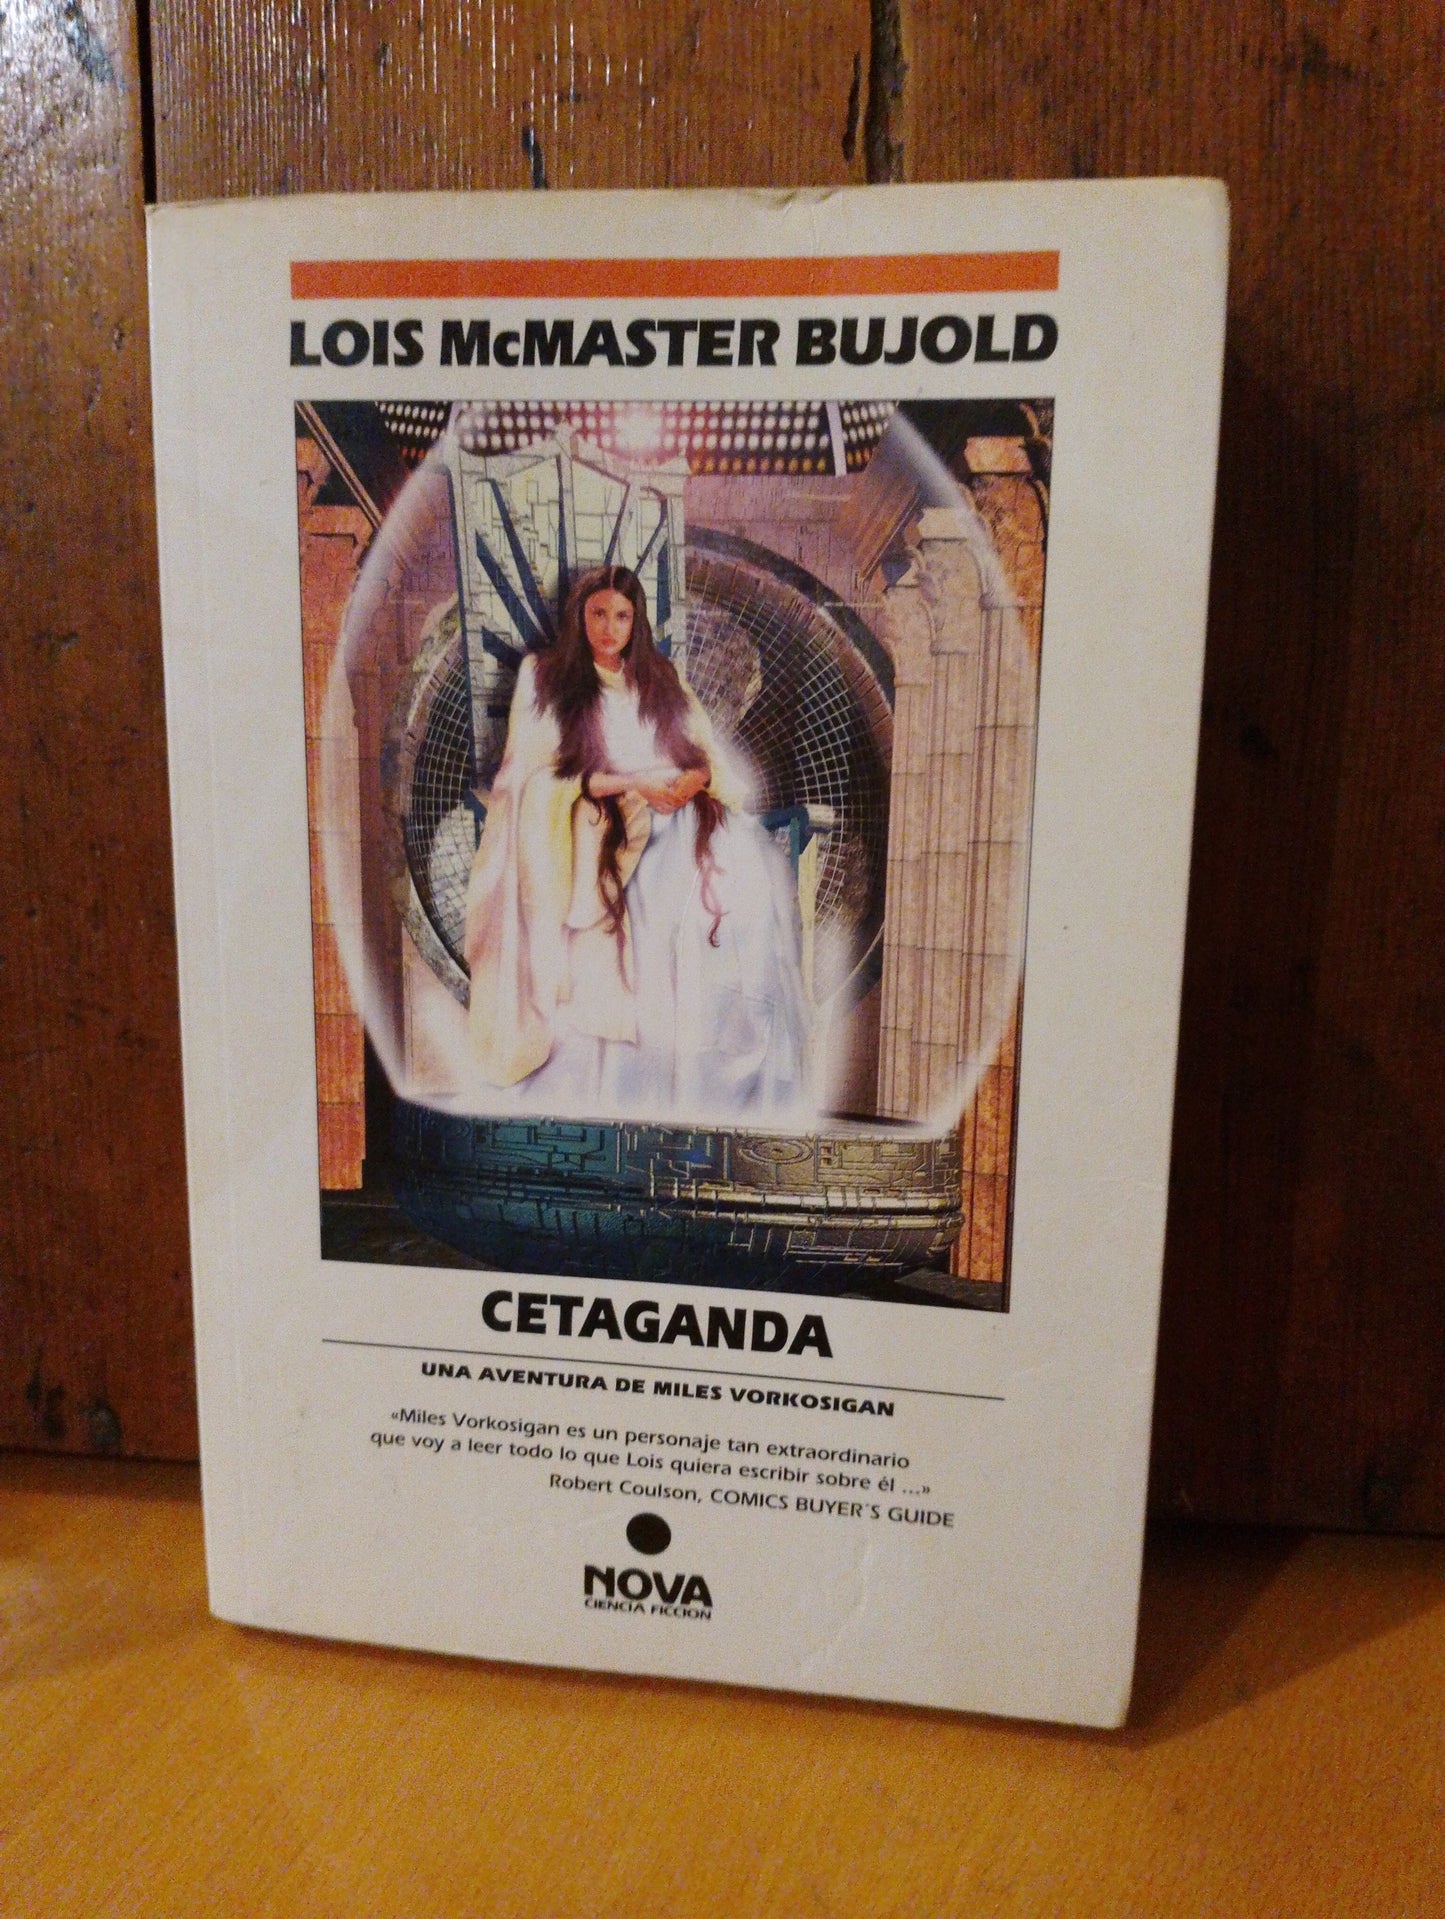 LOIS McMASTER BUJOLD
CETAGANDA
UNA AVENTURA DE MILES VORKOSIGAN
«Miles Vorkosigan es un personaje tan extraordinario
que voy a leer todo lo que Lois quiera escribir sobre él ...»
Robert Coulson, COMICS BUYER´S GUIDE
NOVA
CIENCIA FICCION